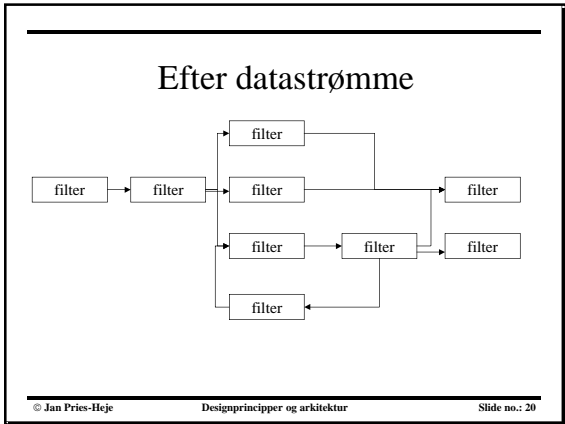 Efter datastrømme
filter
filter filter filter filter
filter filter filter
filter
© Jan Pries-Heje Designprincipper og arkitektur Slide no.: 20